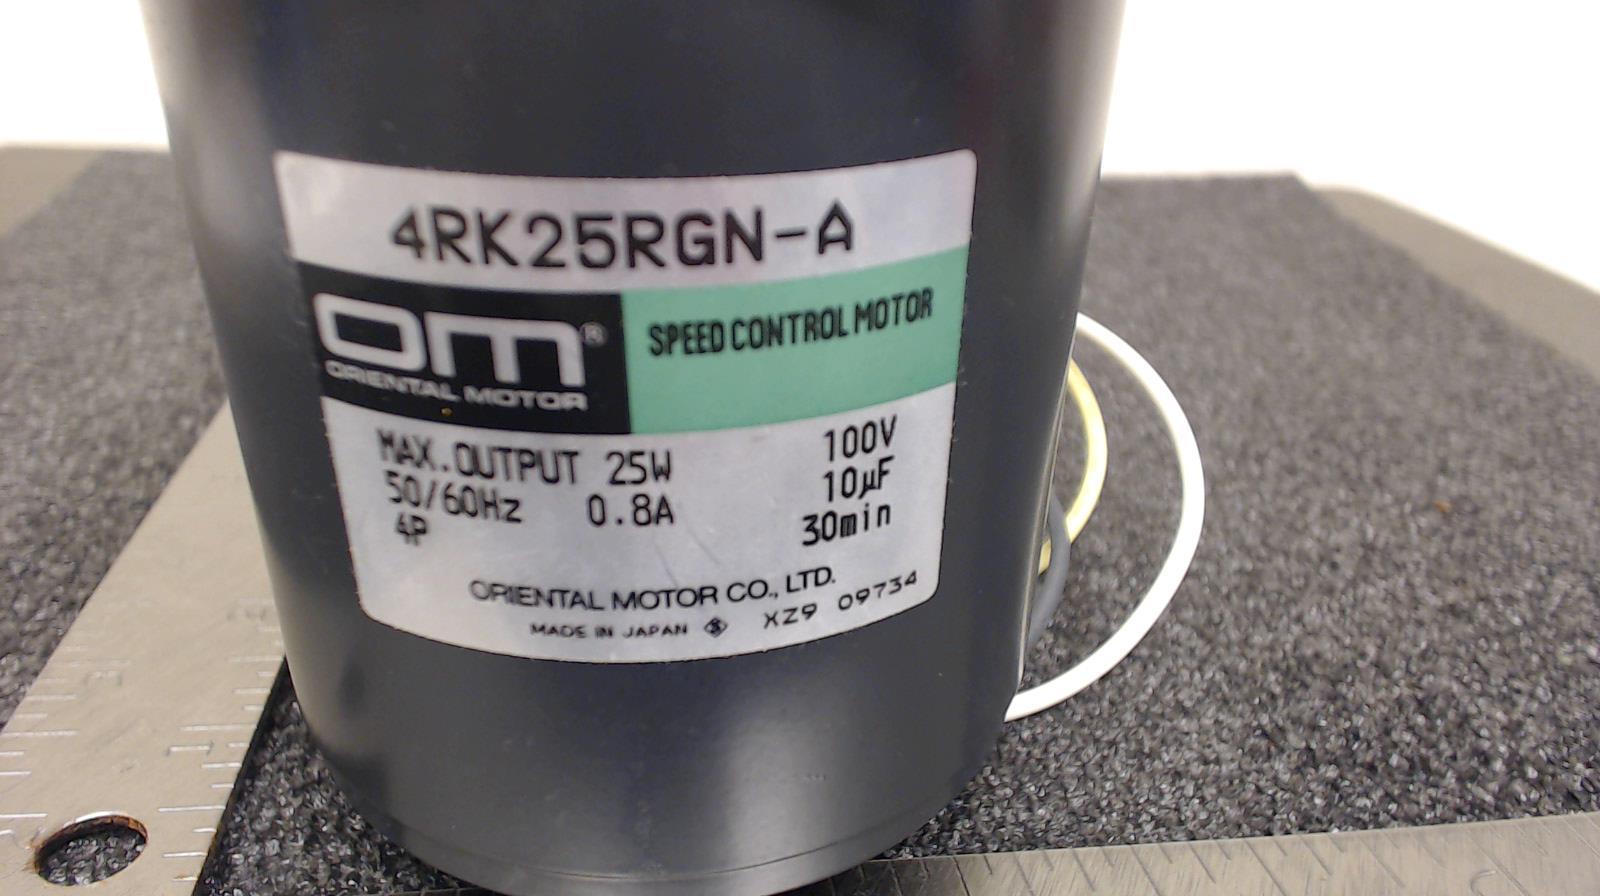 4RK25RGN-A
OM®
ORIENTAL MOTOR
SPEED CONTROL MOTOR
MAX.OUTPUT 25W 100V
50/60Hz 0.8A 10µF
4P 30min
ORIENTAL MOTOR CO., LTD.
MADE IN JAPAN XZ9 09734